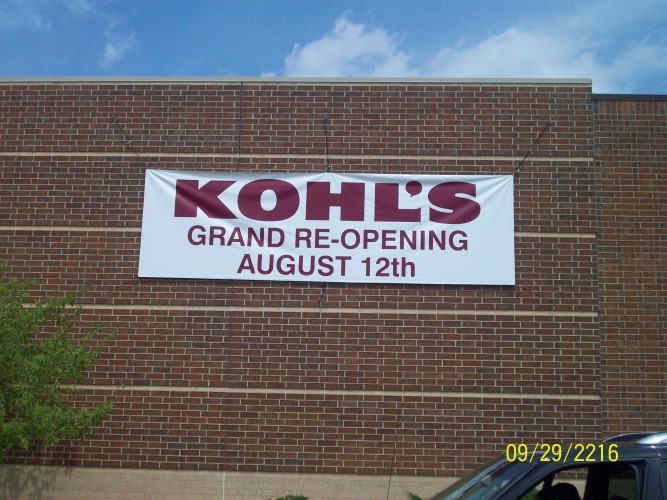 KOHL'S
GRAND RE-OPENING
AUGUST 12th
09/29/2216